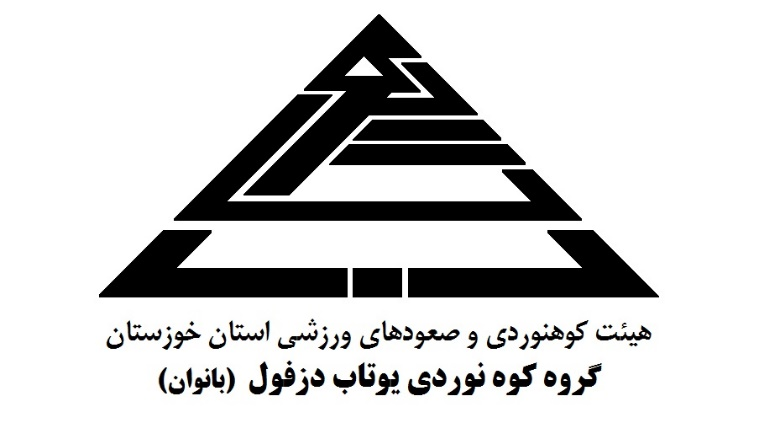 هیئت کوهنوردی و صعودهای ورزشی استان خوزستان
گروه کوه نوردی یوتاب دزفول (بانوان)